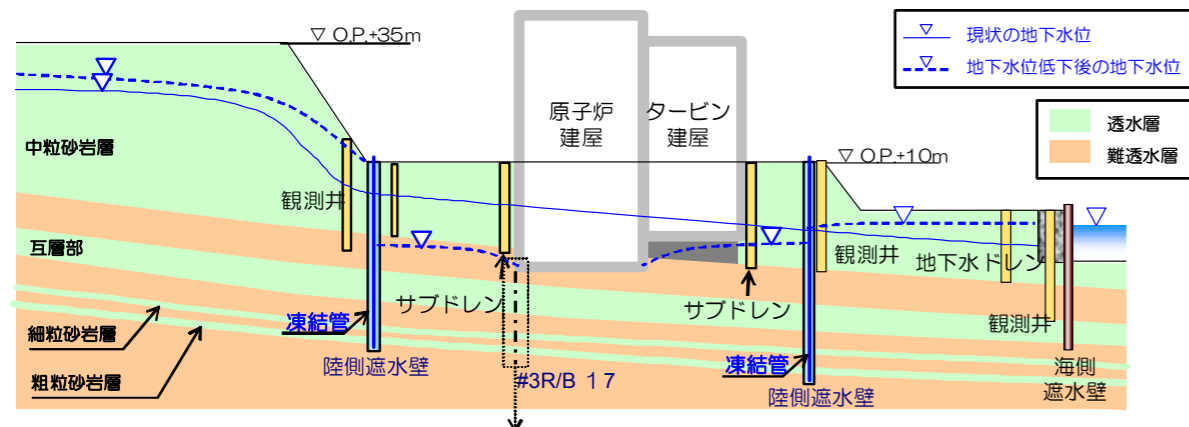 ▽ O.P.+35m
▽ 現状の地下水位
▽ 地下水位低下後の地下水位
原子炉
建屋
タービン
建屋
透水層
難透水層
中粒砂岩層
▽ O.P.+10m
観測井
互層部
観測井
地下水ドレン
サブドレン
サブドレン
細粒砂岩層
凍結管
観測井
粗粒砂岩層
陸側遮水壁
#3R/B 17
凍結管
陸側遮水壁
海側
遮水壁